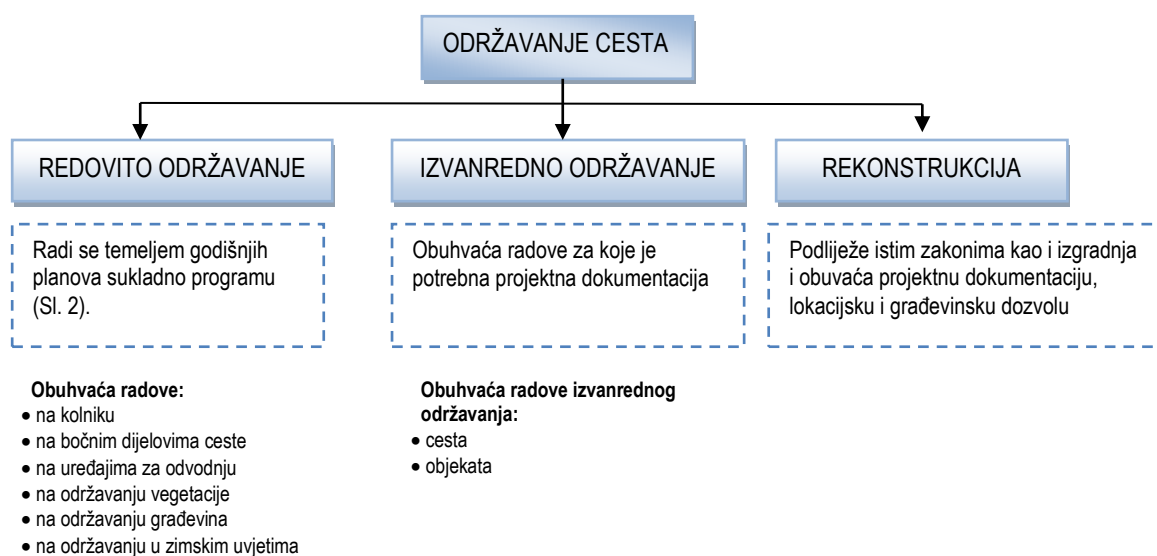 ODRŽAVANJE CESTA
REDOVITO ODRŽAVANJE
IZVANREDNO ODRŽAVANJE
REKONSTRUKCIJA
Radi se temeljem godišnjih
planova sukladno programu
(Sl. 2).
Obuhvaća radove za koje je
potrebna projektna dokumentacija
Podliježe istim zakonima kao i izgradnja
i obuvaća projektnu dokumentaciju,
lokacijsku i građevinsku dozvolu
Obuhvaća radove:
• na kolniku
• na bočnim dijelovima ceste
• na uređajima za odvodnju
• na održavanju vegetacije
• na održavanju građevina
• na održavanju u zimskim uvjetima
Obuhvaća radove izvanrednog
održavanja:
• cesta
• objekata